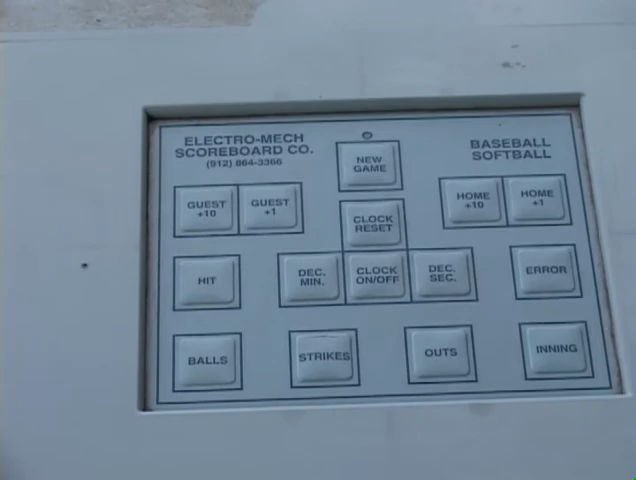 ELECTRO-MECH
SCOREBOARD CO.
(912) 864-3366
NEW
GAME
BASEBALL
SOFTBALL
GUEST
+10
GUEST
+1
CLOCK
RESET
HOME
+10
HOME
+1
HIT
DEC.
MIN.
CLOCK
ON/OFF
DEC.
SEC.
ERROR
BALLS
STRIKES
OUTS
INNING